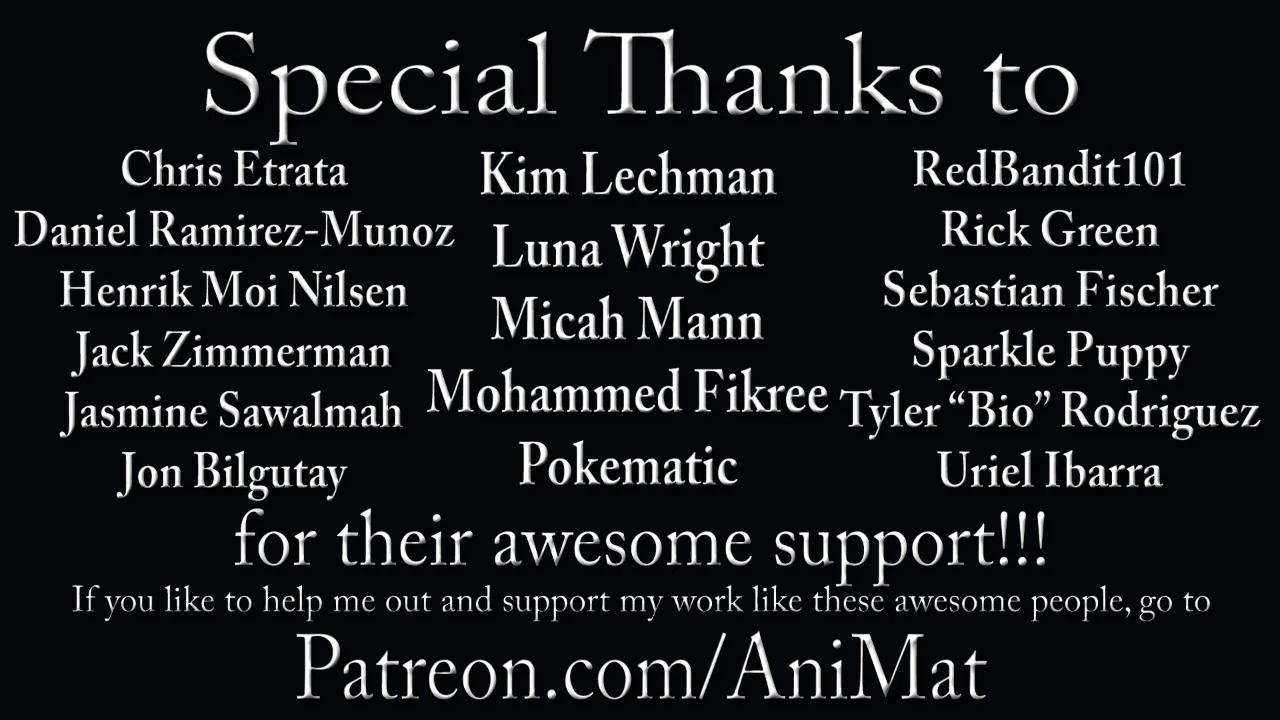 Special Thanks to
Chris Etrata
Daniel Ramirez-Munoz
Henrik Moi Nilsen
Jack Zimmerman
Jasmine Sawalmah
Jon Bilgutay
Kim Lechman
Luna Wright
Micah Mann
Mohammed Fikree
Pokematic
RedBandit101
Rick Green
Sebastian Fischer
Sparkle Puppy
Tyler “Bio” Rodriguez
Uriel Ibarra
for their awesome support!!!
If you like to help me out and support my work like these awesome people, go to
Patreon.com/AniMat